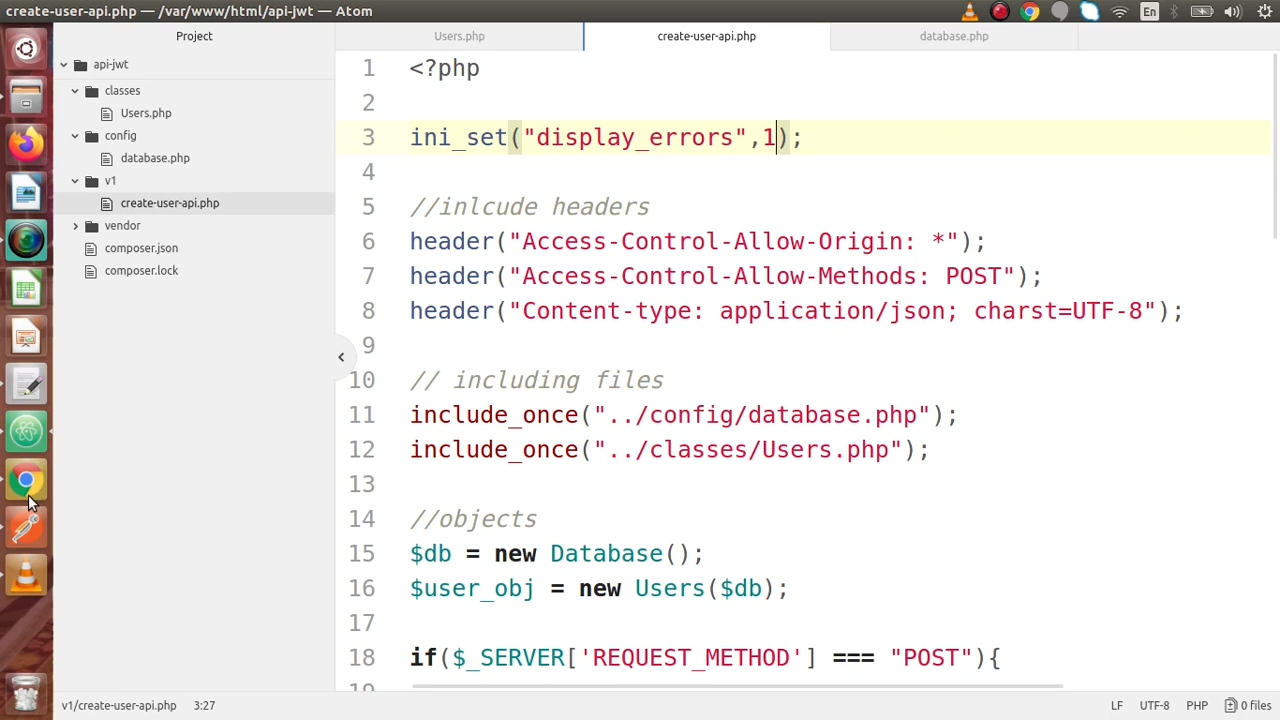 create-user-api.php — /var/www/html/api-jwt — Atom
En
Project
Users.php
create-user-api.php
database.php
api-jwt
classes
Users.php
config
database.php
v1
create-user-api.php
vendor
composer.json
composer.lock
1 <?php
2
3 ini_set("display_errors",1);
4
5 //inlcude headers
6 header("Access-Control-Allow-Origin: *");
7 header("Access-Control-Allow-Methods: POST");
8 header("Content-type: application/json; charst=UTF-8");
9
10 // including files
11 include_once("../config/database.php");
12 include_once("../classes/Users.php");
13
14 //objects
15 $db = new Database();
16 $user_obj = new Users($db);
17
18 if($_SERVER['REQUEST_METHOD'] === "POST"){
19
v1/create-user-api.php 3:27
LF UTF-8 PHP 0 files